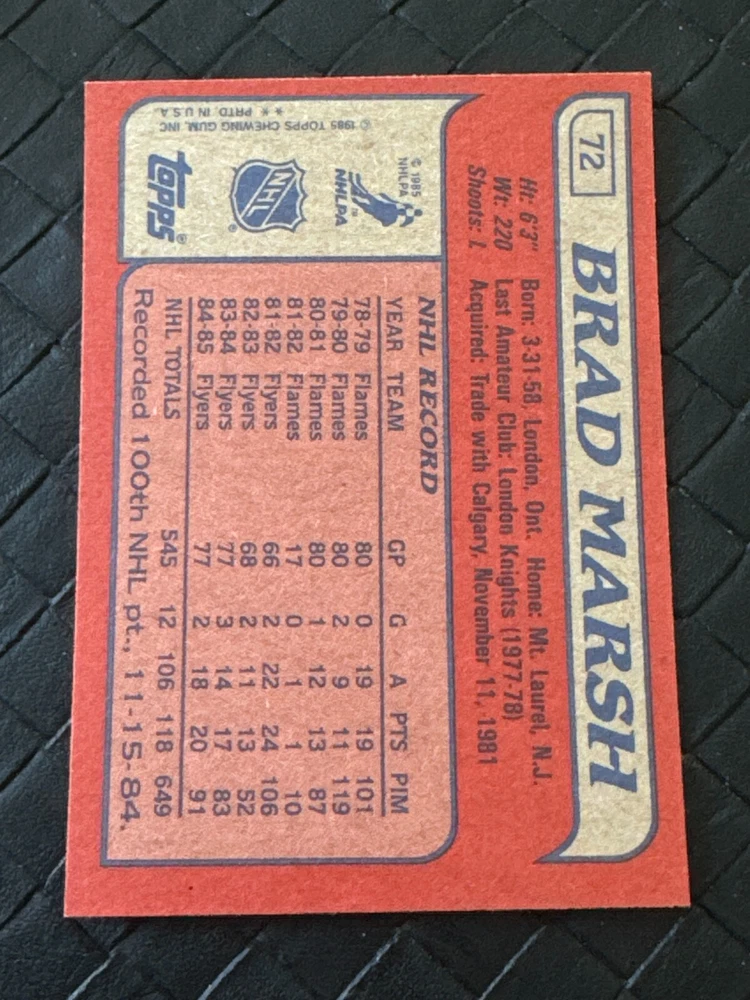 72
BRAD MARSH
Ht: 6'3" Born: 3-31-58, London, Ont. Home: Mt. Laurel, N.J.
Wt: 220 Last Amateur Club: London Knights (1977-78)
Shoots: L Acquired: Trade with Calgary, November 11, 1981
NHL RECORD
YEAR TEAM GP G A PTS PIM
78-79 Flames 80 0 19 19 101
79-80 Flames 80 2 9 11 119
80-81 Flames 80 1 12 13 87
81-82 Flames 17 0 1 1 10
81-82 Flyers 66 2 22 24 106
82-83 Flyers 68 2 11 13 52
83-84 Flyers 77 3 14 17 83
84-85 Flyers 77 2 18 20 91
NHL TOTALS 545 12 106 118 649
Recorded 100th NHL pt., 11-15-84.
© 1985
NHLPA
NHLPA
TM
NHL
®
topps®
© 1985 TOPPS CHEWING GUM, INC
** PRTD. IN U.S.A.